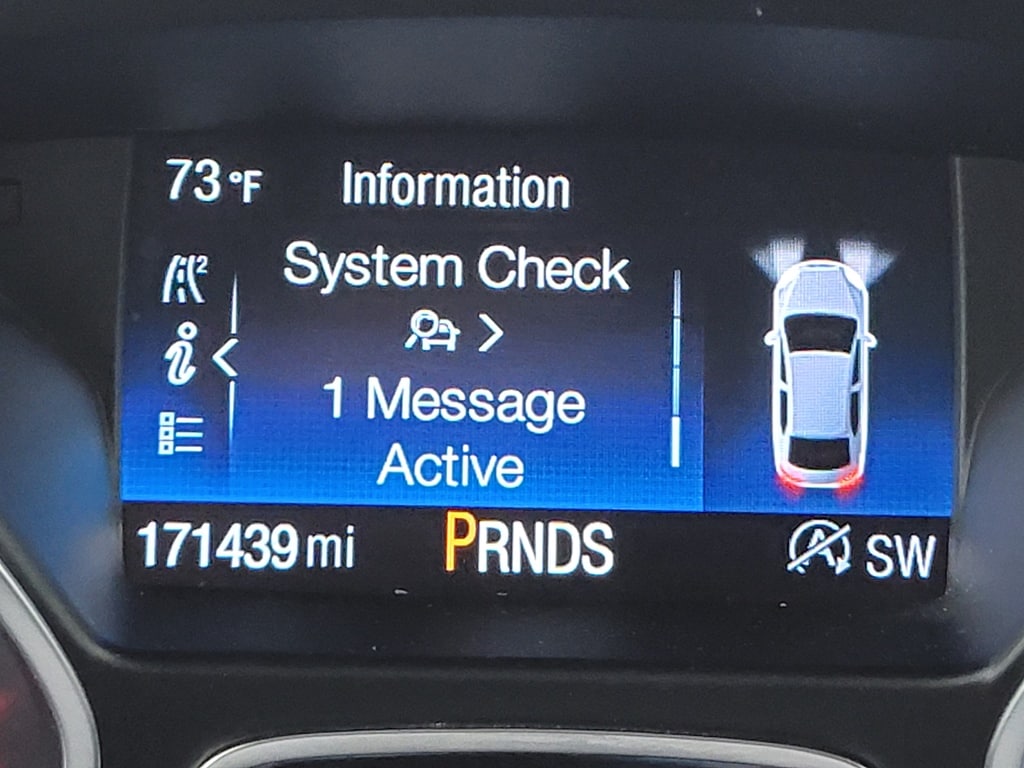 73°F Information
System Check
1 Message
Active
171439 mi PRNDS A SW